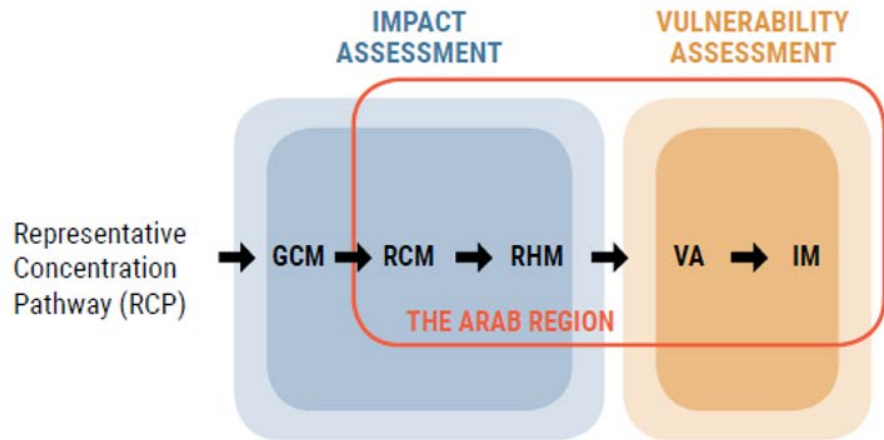 IMPACT
ASSESSMENT
VULNERABILITY
ASSESSMENT
Representative
Concentration
Pathway (RCP)
GCM
RCM
RHM
VA
IM
THE ARAB REGION